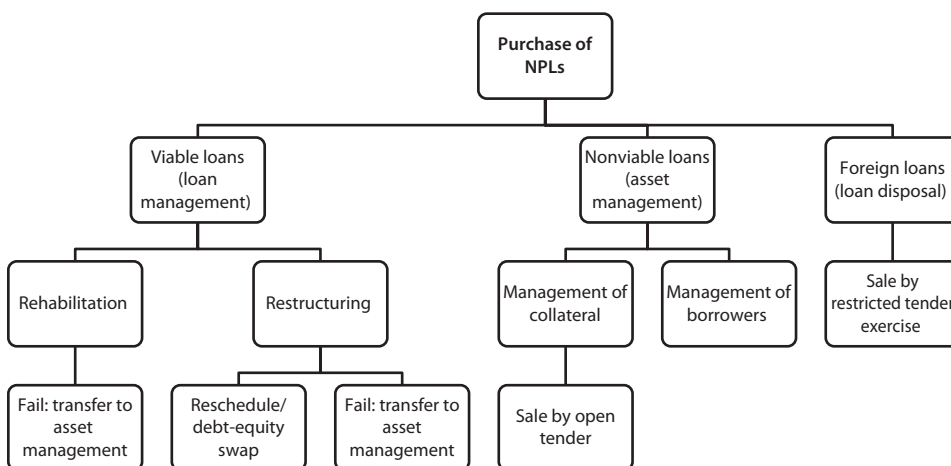 Purchase of
NPLs
Viable loans
(loan
management)
Nonviable loans
(asset
management)
Foreign loans
(loan disposal)
Rehabilitation
Restructuring
Management of
collateral
Management of
borrowers
Sale by
restricted tender
exercise
Fail: transfer to
asset
management
Reschedule/
debt-equity
swap
Fail: transfer to
asset
management
Sale by open
tender